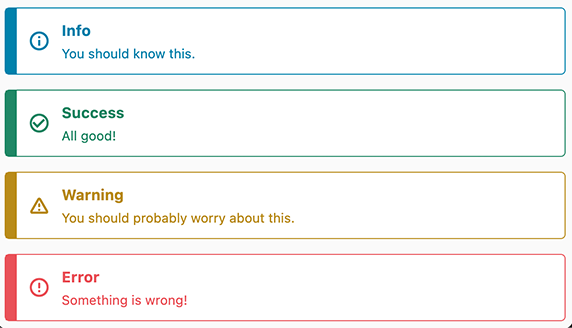 Info
You should know this.
Success
All good!
Warning
You should probably worry about this.
Error
Something is wrong!